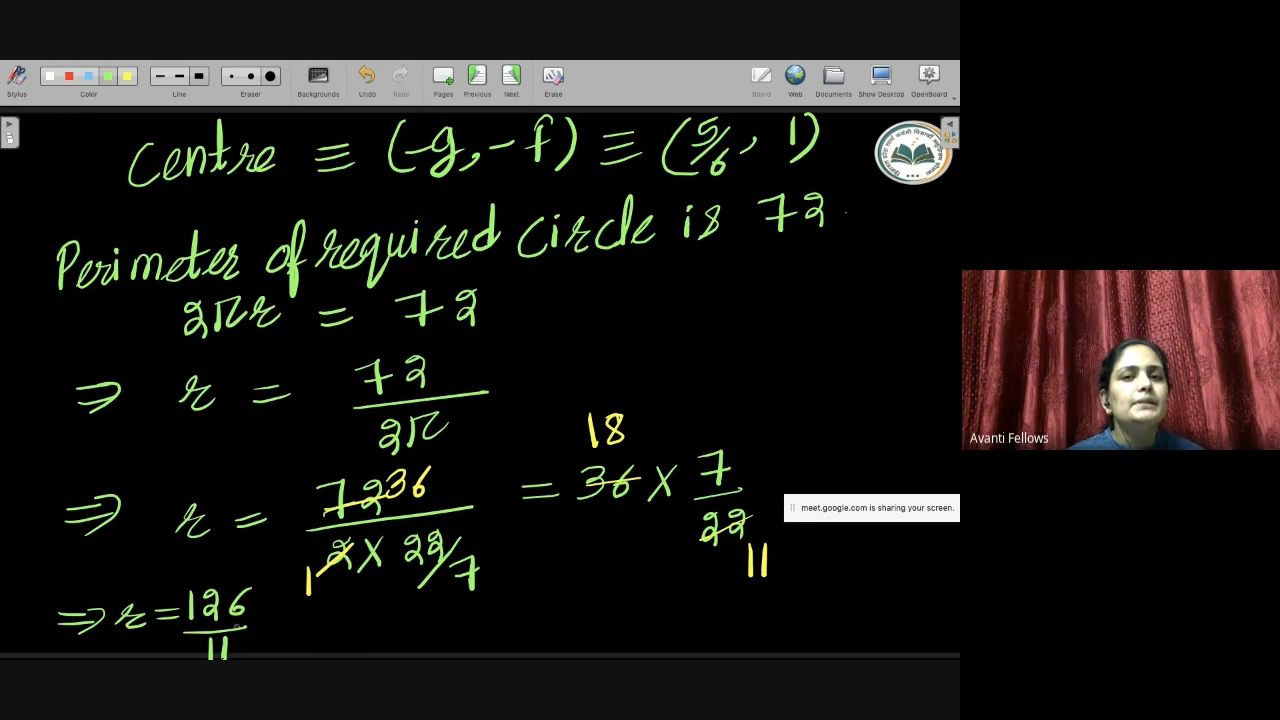 Stylus Color Line Eraser Backgrounds Undo Redo Pages Previous Next Erase Board Web Documents Show Desktop OpenBoard
Centre ≡ (-g, -f) ≡ (5/6, 1)
Perimeter of required circle is 72
2πr = 72
⇒ r = 72/2π
⇒ r = 72 36 / 1 2 × 22/7 = 18 36 × 7/22 11
⇒ r = 126/11
Avanti Fellows
meet.google.com is sharing your screen.